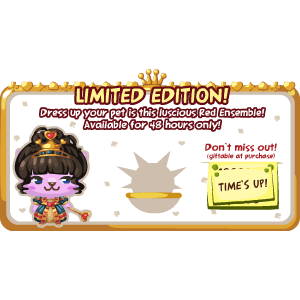 LIMITED EDITION!
Dress up your pet is this luscious Red Ensemble!
Available for 48 hours only!
Don't miss out!
(giftable at purchase)
TIME'S UP!